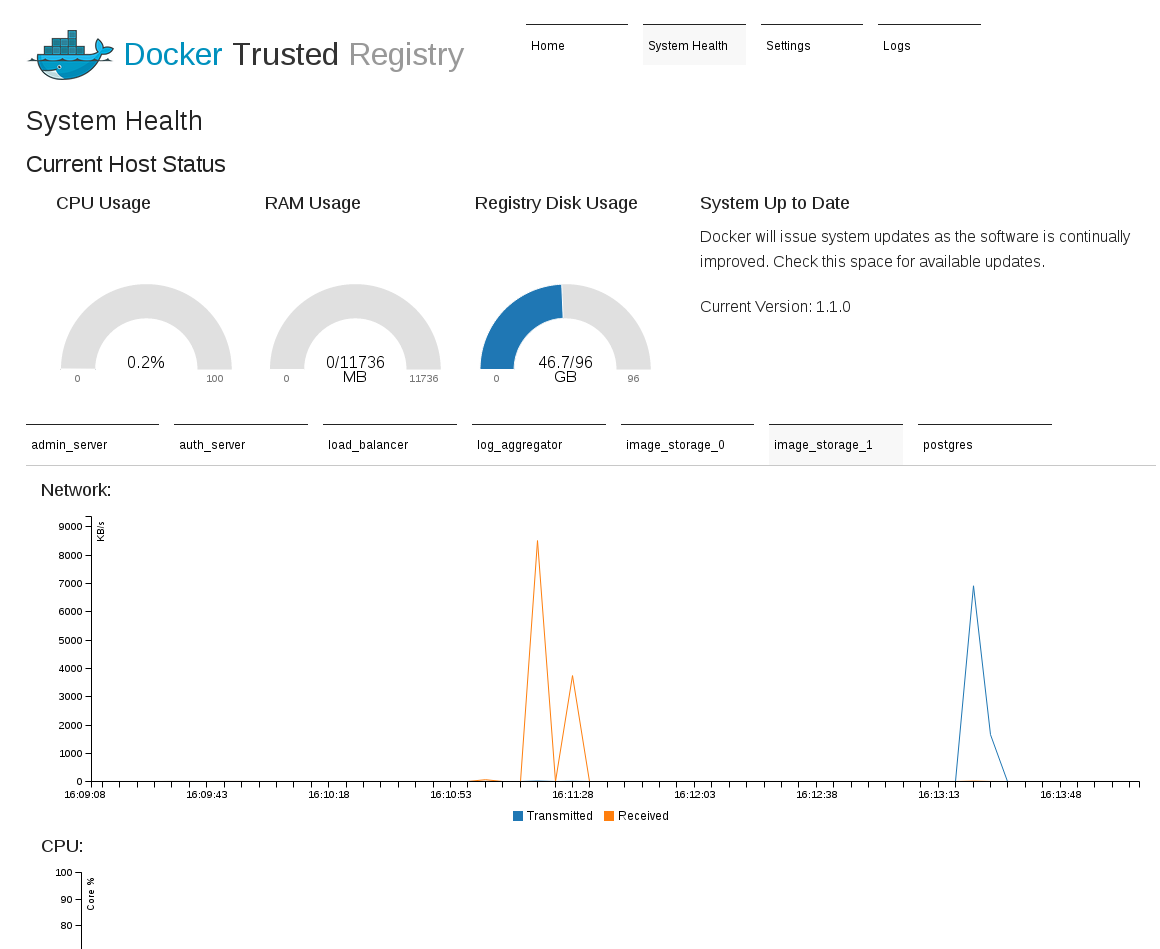 Docker Trusted Registry
Home
System Health
Settings
Logs
System Health
Current Host Status
CPU Usage
RAM Usage
Registry Disk Usage
System Up to Date
Docker will issue system updates as the software is continually
improved. Check this space for available updates.
Current Version: 1.1.0
0.2%
0
100
0/11736
MB
0
11736
46.7/96
GB
0
96
admin_server
auth_server
load_balancer
log_aggregator
image_storage_0
image_storage_1
postgres
Network:
KB/s
9000
8000
7000
6000
5000
4000
3000
2000
1000
0
16:09:08
16:09:43
16:10:18
16:10:53
16:11:28
16:12:03
16:12:38
16:13:13
16:13:48
Transmitted
Received
CPU:
Core %
100
90
80